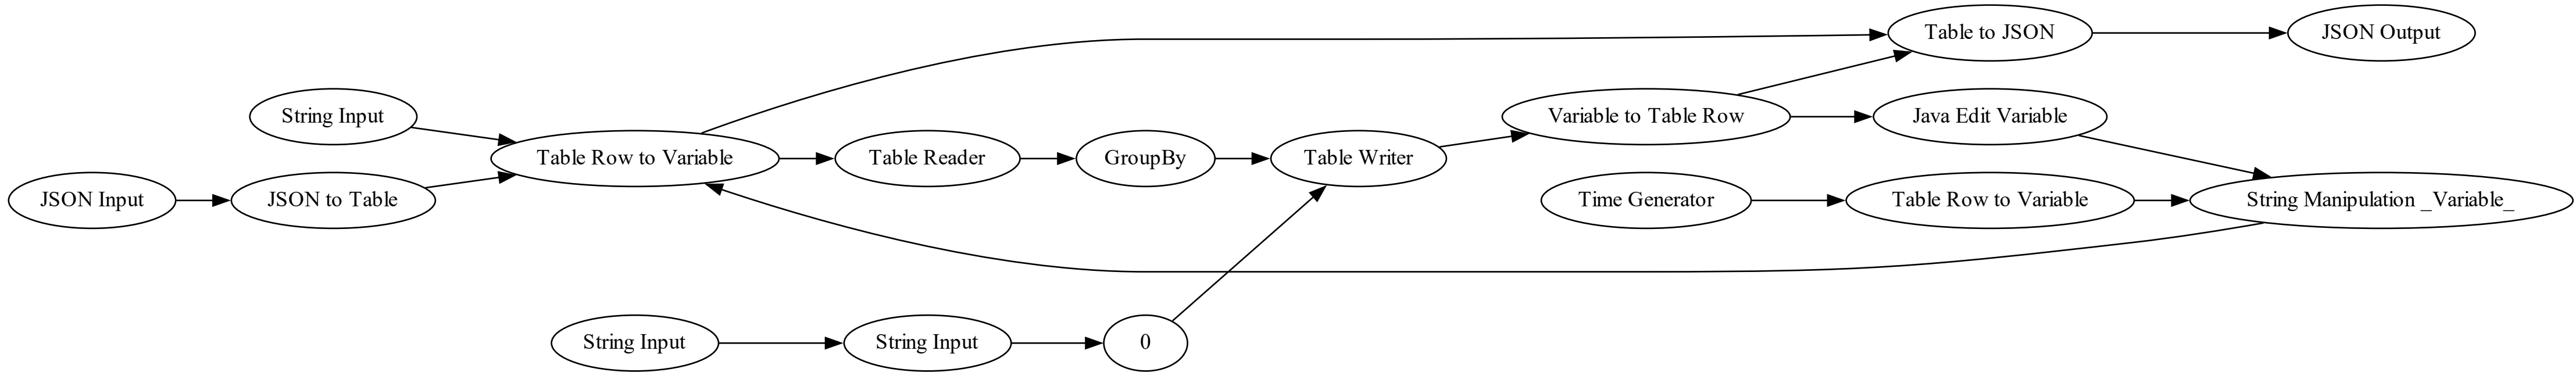 Table to JSON
JSON Output
String Input
Variable to Table Row
Java Edit Variable
Table Row to Variable
Table Reader
GroupBy
Table Writer
JSON Input
JSON to Table
Time Generator
Table Row to Variable
String Manipulation _Variable_
String Input
String Input
0